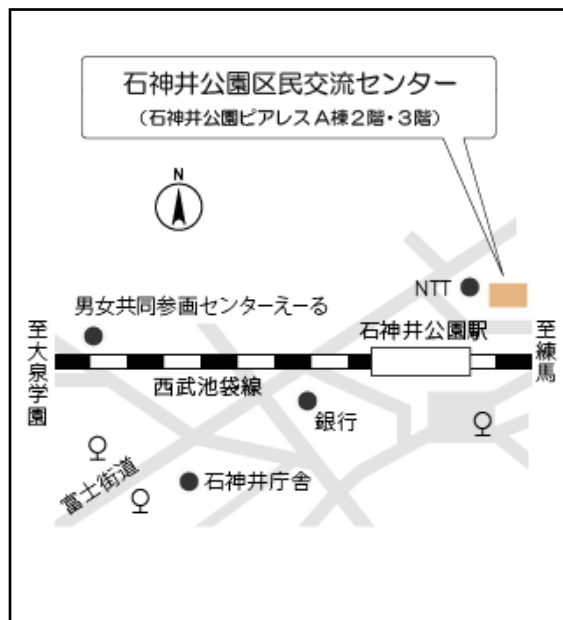 石神井公園区民交流センター
(石神井公園ピアレスA棟2階・3階)
N
NTT
男女共同参画センターえーる
石神井公園駅
至大泉学園
至練馬
西武池袋線
銀行
富士街道
石神井庁舎